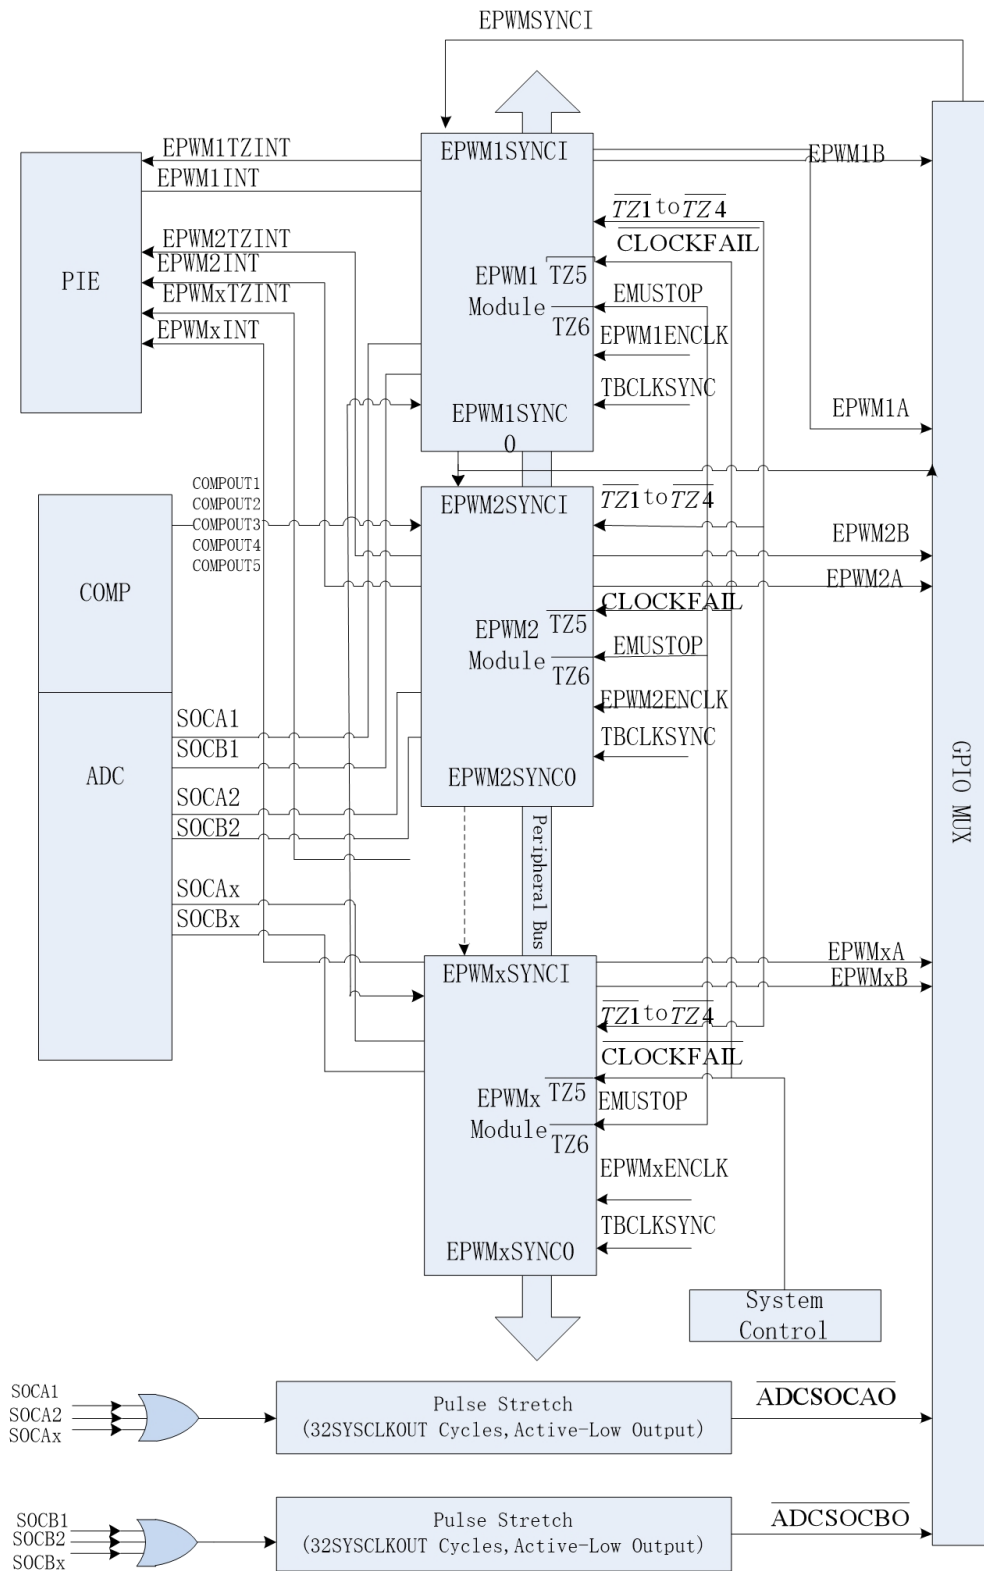 EPWMSYNCI
EPWM1SYNCI
EPWM1TZINT
EPWM1INT
EPWM2TZINT
EPWM2INT
EPWMxTZINT
EPWMxINT
PIE
EPWM1B
TZ1 to TZ4
CLOCKFAIL
EPWM1
Module
TZ5
TZ6
EMUSTOP
EPWM1ENCLK
TBCLKSYNC
EPWM1A
EPWM1SYNC
0
COMPOUT1
COMPOUT2
COMPOUT3
COMPOUT4
COMPOUT5
COMP
EPWM2SYNCI
TZ1 to TZ4
EPWM2B
EPWM2A
CLOCKFAIL
EPWM2
Module
TZ5
TZ6
EMUSTOP
EPWM2ENCLK
TBCLKSYNC
EPWM2SYNC0
ADC
SOCA1
SOCB1
SOCA2
SOCB2
SOCAx
SOCBx
Peripheral Bus
GPIO MUX
EPWMxSYNCI
EPWMxA
EPWMxB
TZ1 to TZ4
CLOCKFAIL
EPWMx
Module
TZ5
TZ6
EMUSTOP
EPWMxENCLK
TBCLKSYNC
EPWMxSYNC0
System
Control
SOCA1
SOCA2
SOCAx
Pulse Stretch
(32SYSCLKOUT Cycles,Active-Low Output)
ADCSOCAO
SOCB1
SOCB2
SOCBx
Pulse Stretch
(32SYSCLKOUT Cycles,Active-Low Output)
ADCSOCBO